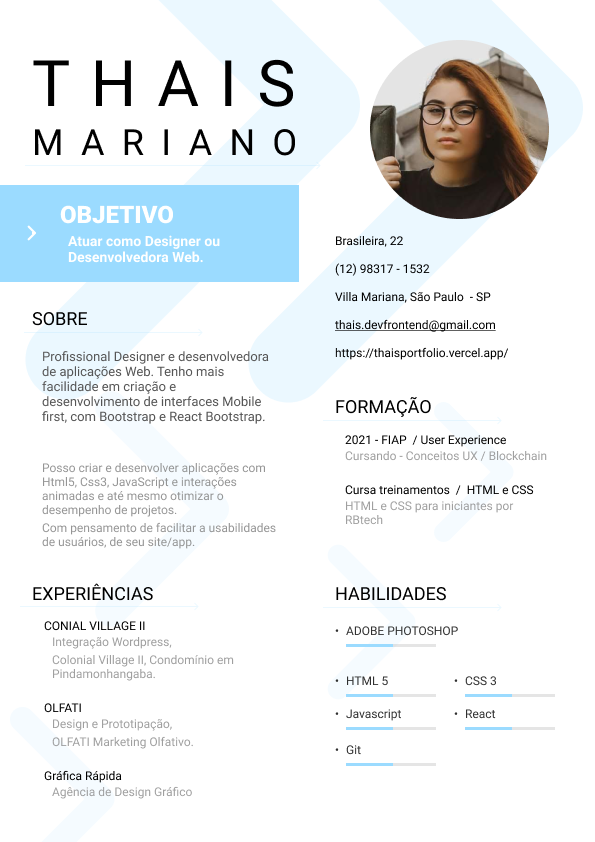 THAIS
MARIANO
OBJETIVO
Atuar como Designer ou
Desenvolvedora Web.
Brasileira, 22
(12) 98317 - 1532
Villa Mariana, São Paulo - SP
thais.devfrontend@gmail.com
https://thaisportfolio.vercel.app/
SOBRE
Profissional Designer e desenvolvedora
de aplicações Web. Tenho mais
facilidade em criação e
desenvolvimento de interfaces Mobile
first, com Bootstrap e React Bootstrap.
Posso criar e desenvolver aplicações com
Html5, Css3, JavaScript e interações
animadas e até mesmo otimizar o
desempenho de projetos.
Com pensamento de facilitar a usabilidades
de usuários, de seu site/app.
FORMAÇÃO
2021 - FIAP / User Experience
Cursando - Conceitos UX / Blockchain
Cursa treinamentos / HTML e CSS
HTML e CSS para iniciantes por
RBtech
EXPERIÊNCIAS
CONIAL VILLAGE II
Integração Wordpress,
Colonial Village II, Condomínio em
Pindamonhangaba.
OLFATI
Design e Prototipação,
OLFATI Marketing Olfativo.
Gráfica Rápida
Agência de Design Gráfico
HABILIDADES
• ADOBE PHOTOSHOP
• HTML 5
• CSS 3
• Javascript
• React
• Git